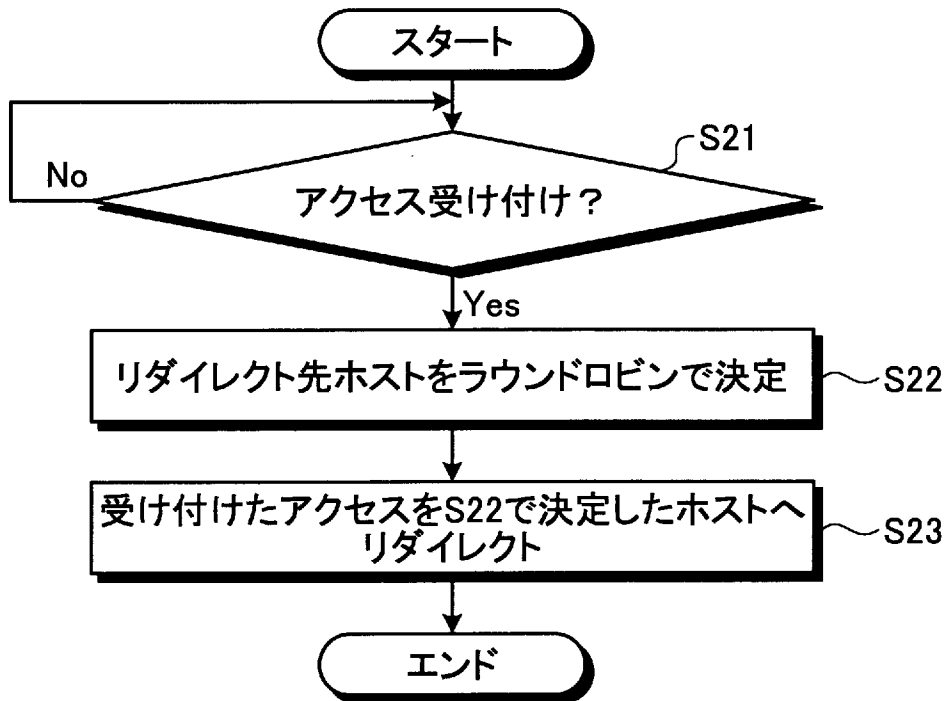 スタート
S21
No
アクセス受け付け？
Yes
リダイレクト先ホストをラウンドロビンで決定
S22
受け付けたアクセスをS22で決定したホストへ
リダイレクト
S23
エンド